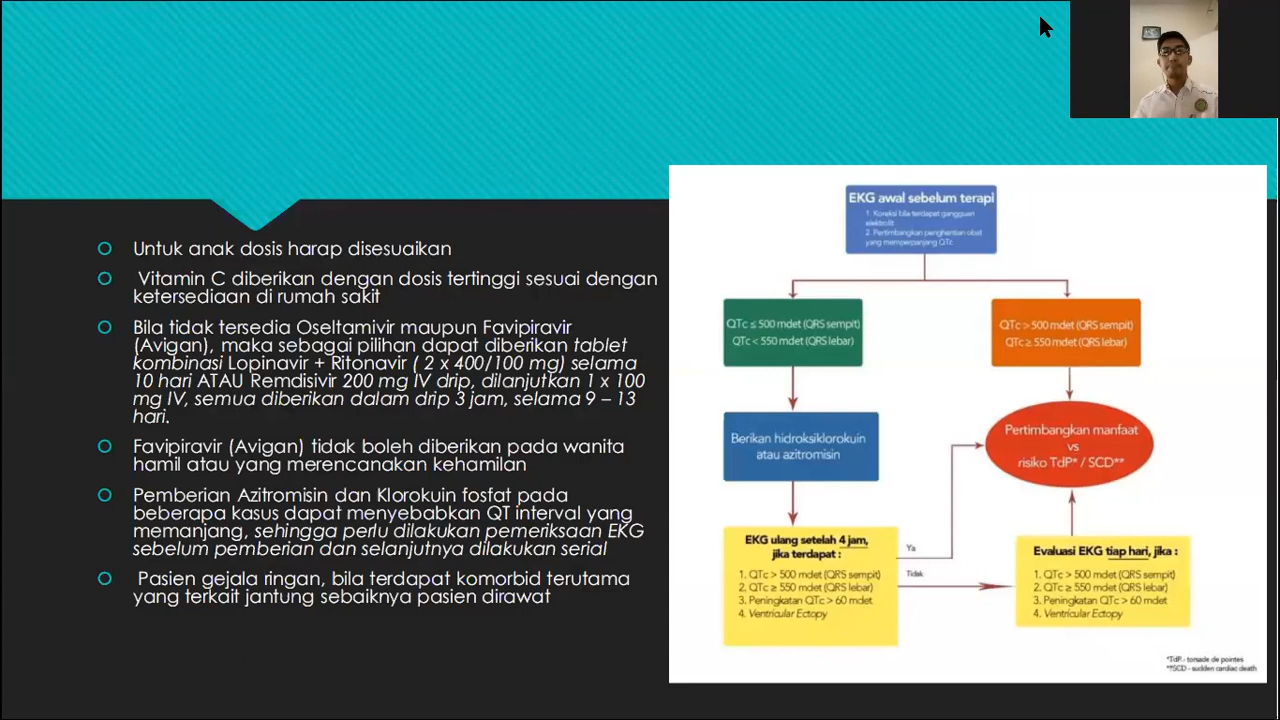 Untuk anak dosis harap disesuaikan
Vitamin C diberikan dengan dosis tertinggi sesuai dengan
ketersediaan di rumah sakit
Bila tidak tersedia Oseltamivir maupun Favipiravir
(Avigan), maka sebagai pilihan dapat diberikan tablet
kombinasi Lopinavir + Ritonavir ( 2 x 400/100 mg) selama
10 hari ATAU Remdisivir 200 mg IV drip, dilanjutkan 1 x 100
mg IV, semua diberikan dalam drip 3 jam, selama 9 – 13
hari.
Favipiravir (Avigan) tidak boleh diberikan pada wanita
hamil atau yang merencanakan kehamilan
Pemberian Azitromisin dan Klorokuin fosfat pada
beberapa kasus dapat menyebabkan QT interval yang
memanjang, sehingga perlu dilakukan pemeriksaan EKG
sebelum pemberian dan selanjutnya dilakukan serial
Pasien gejala ringan, bila terdapat komorbid terutama
yang terkait jantung sebaiknya pasien dirawat
EKG awal sebelum terapi
1. Koreksi bila terdapat gangguan
elektrolit
2. Pertimbangkan penghentian obat
yang memperpanjang QTc
QTc ≤ 500 mdet (QRS sempit)
QTc < 550 mdet (QRS lebar)
QTc > 500 mdet (QRS sempit)
QTc ≥ 550 mdet (QRS lebar)
Berikan hidroksiklorokuin
atau azitromisin
Pertimbangkan manfaat
vs
risiko TdP* / SCD**
EKG ulang setelah 4 jam,
jika terdapat :
1. QTc > 500 mdet (QRS sempit)
2. QTc ≥ 550 mdet (QRS lebar)
3. Peningkatan QTc > 60 mdet
4. Ventricular Ectopy
Ya
Tidak
Evaluasi EKG tiap hari, jika :
1. QTc > 500 mdet (QRS sempit)
2. QTc ≥ 550 mdet (QRS lebar)
3. Peningkatan QTc > 60 mdet
4. Ventricular Ectopy
*TdP. - torsade de pointes
**SCD - sudden cardiac death